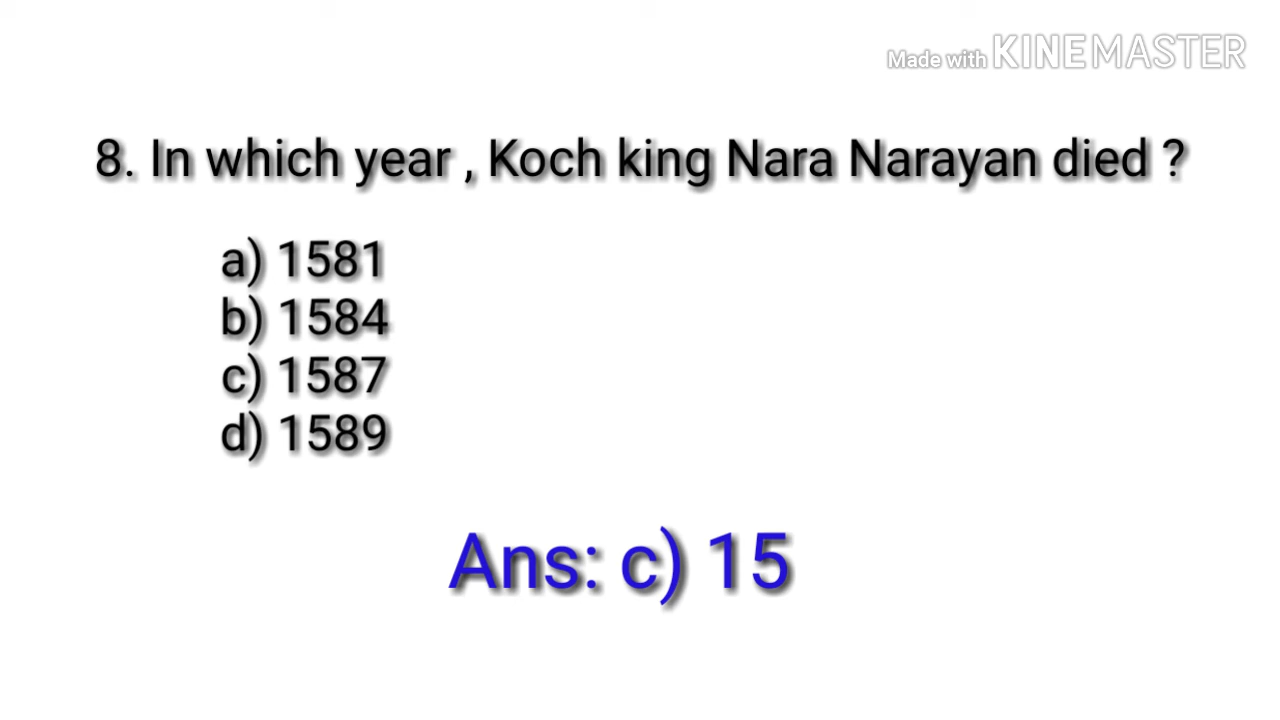 Made with KINEMASTER
8. In which year , Koch king Nara Narayan died ?
a) 1581
b) 1584
c) 1587
d) 1589
Ans: c) 15